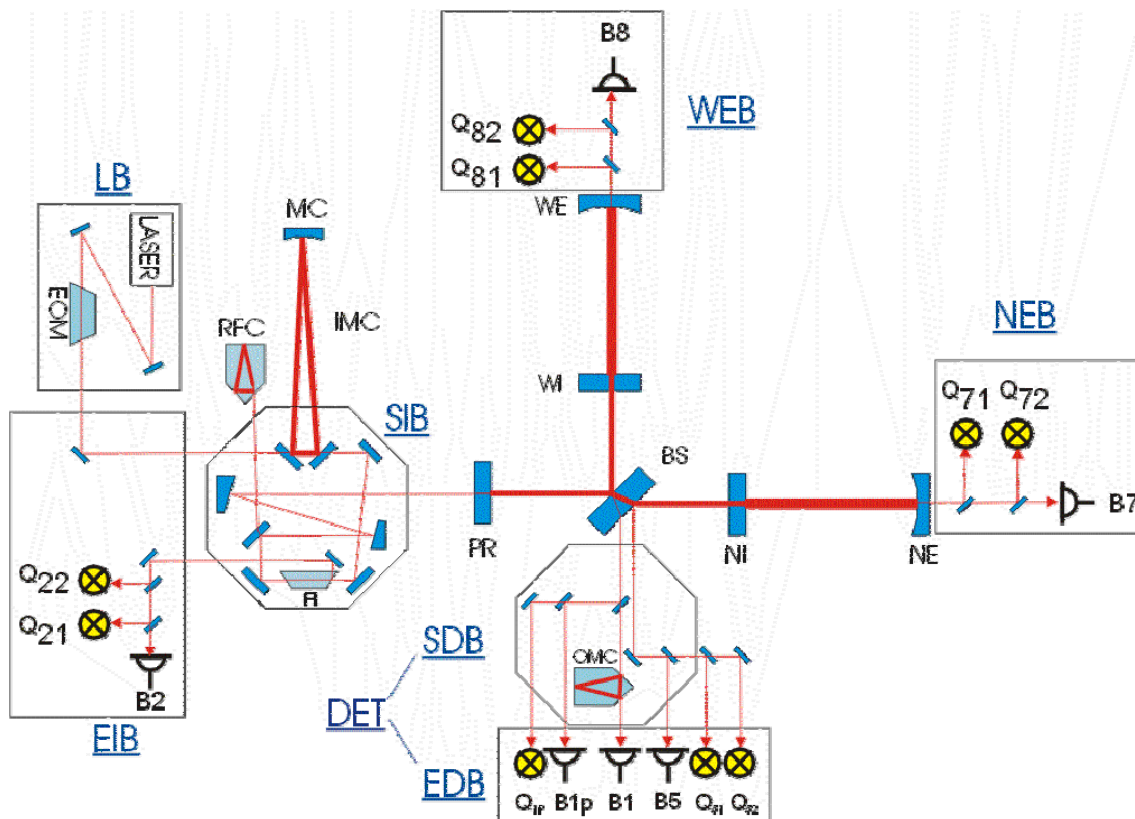 B8
WEB
Q82
Q81
LB
LASER
EOM
MC
WE
IMC
RFC
NEB
Q71
Q72
WI
SIB
BS
B7
PR
NI
NE
Q22
Q21
FI
B2
EIB
SDB
OMC
DET
EDB
B1p
B1
B5